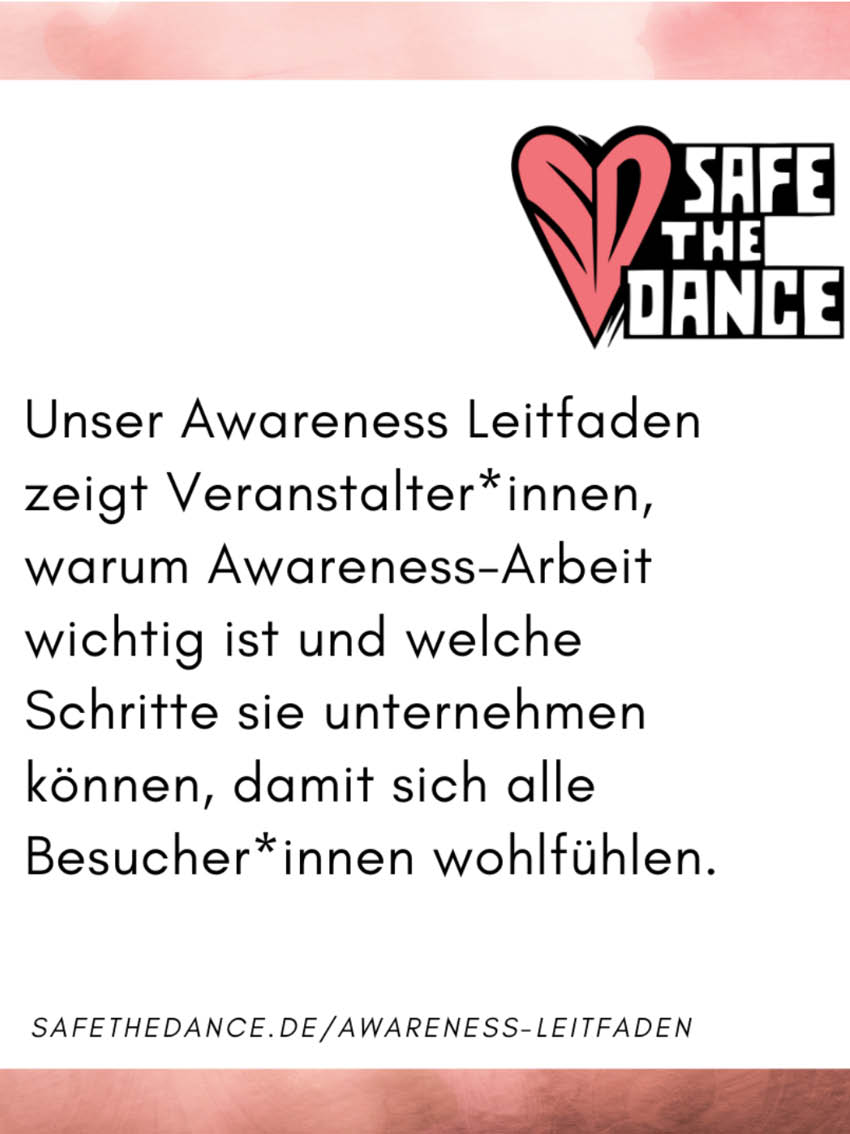 SAFE
THE
DANCE
Unser Awareness Leitfaden
zeigt Veranstalter*innen,
warum Awareness-Arbeit
wichtig ist und welche
Schritte sie unternehmen
können, damit sich alle
Besucher*innen wohlfühlen.
SAFETHEDANCE.DE/AWARENESS-LEITFADEN